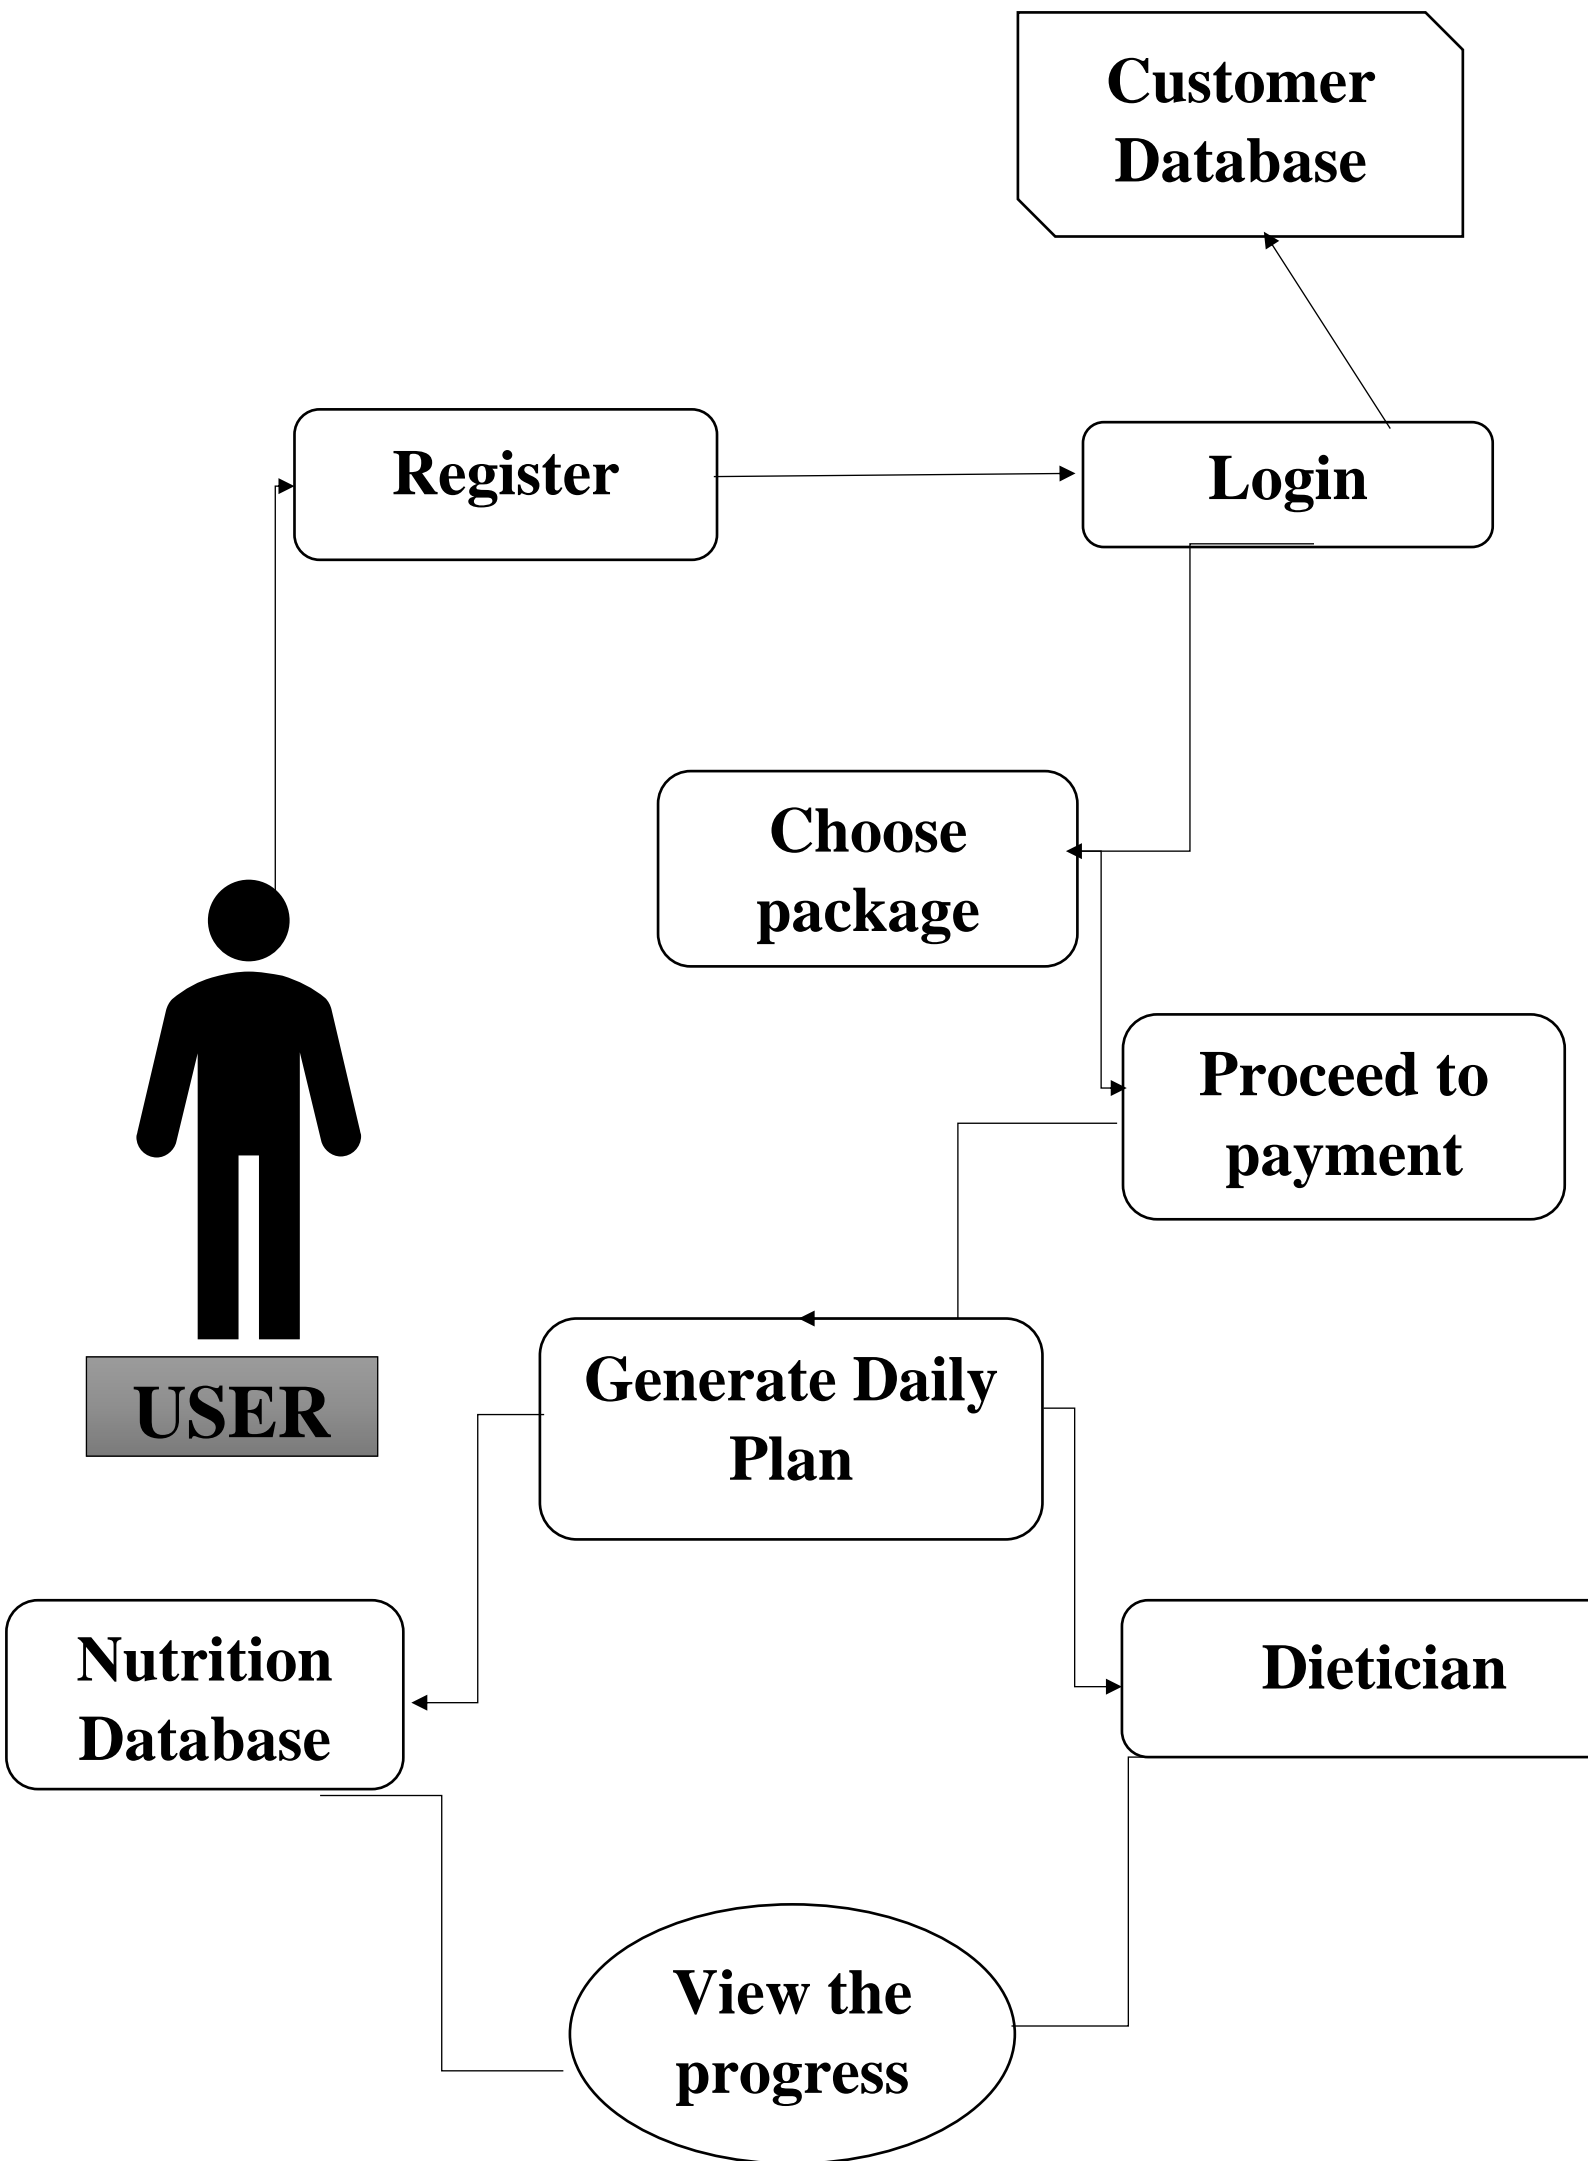 Customer
Database
Register
Login
Choose
package
Proceed to
payment
USER
Generate Daily
Plan
Nutrition
Database
Dietician
View the
progress